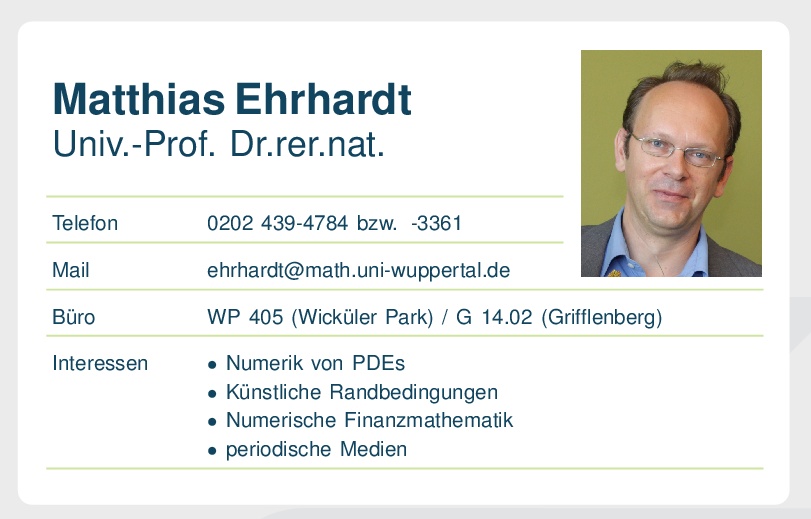 Matthias Ehrhardt
Univ.-Prof. Dr.rer.nat.
Telefon 0202 439-4784 bzw. -3361
Mail ehrhardt@math.uni-wuppertal.de
Büro WP 405 (Wicküler Park) / G 14.02 (Grifflenberg)
Interessen • Numerik von PDEs
• Künstliche Randbedingungen
• Numerische Finanzmathematik
• periodische Medien